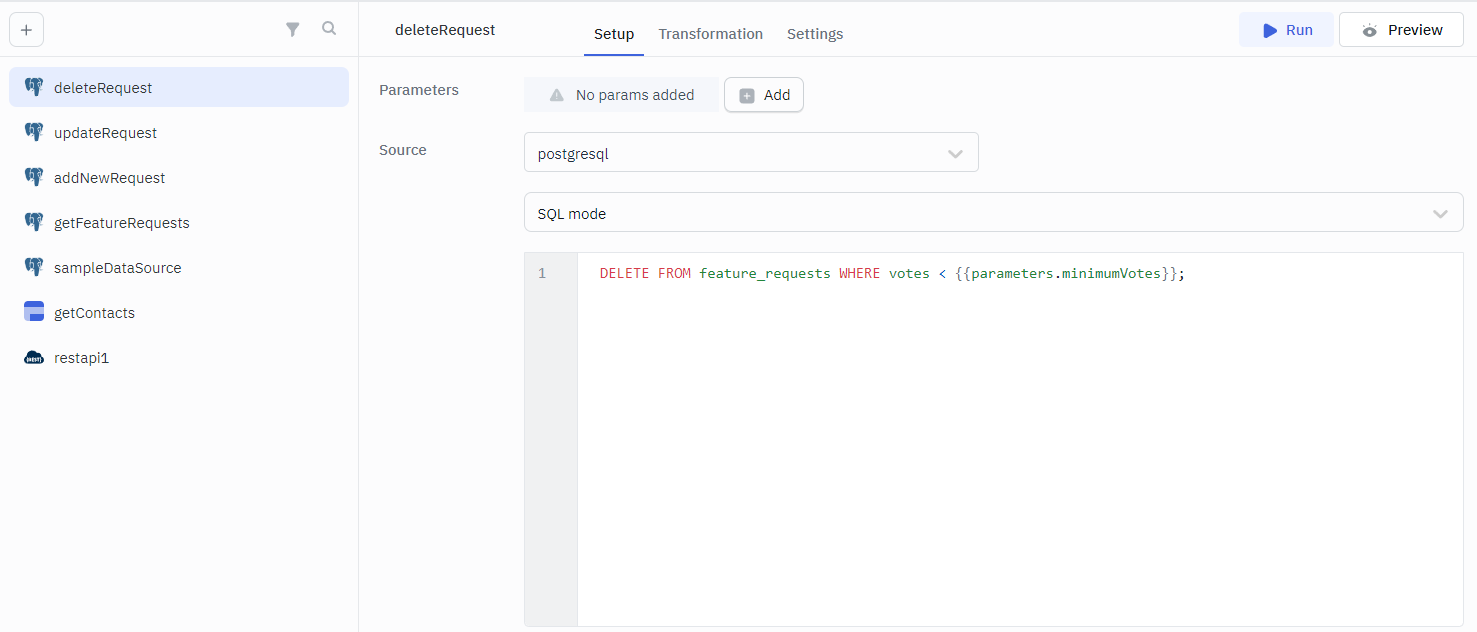 deleteRequest
updateRequest
addNewRequest
getFeatureRequests
sampleDataSource
getContacts
restapi1
deleteRequest
Setup Transformation Settings
Run Preview
Parameters
No params added Add
Source
postgresql
SQL mode
1 DELETE FROM feature_requests WHERE votes < {{parameters.minimumVotes}};